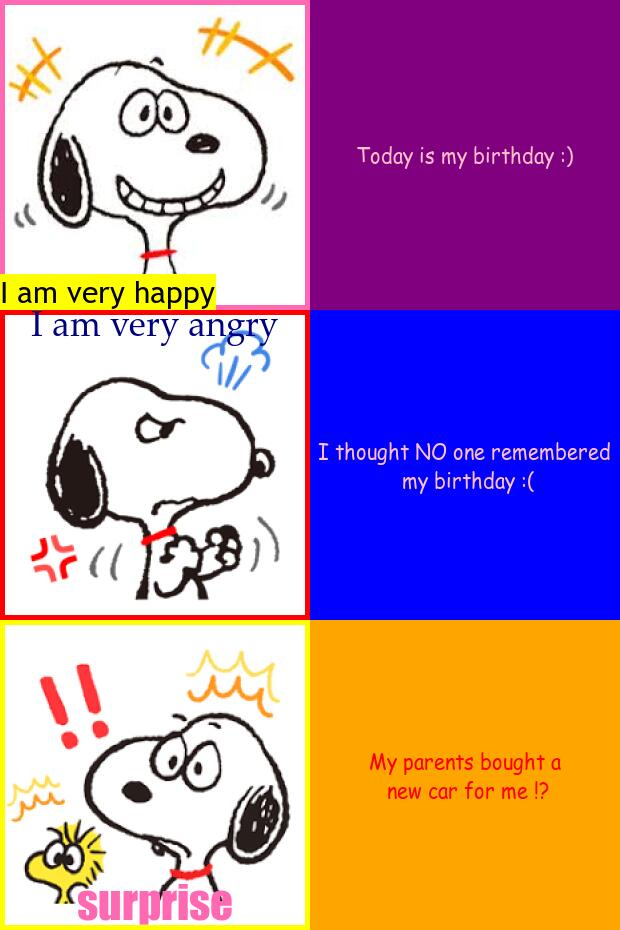 Today is my birthday :)
I am very happy
I am very angry
I thought NO one remembered
my birthday :(
!!
My parents bought a
new car for me !?
surprise